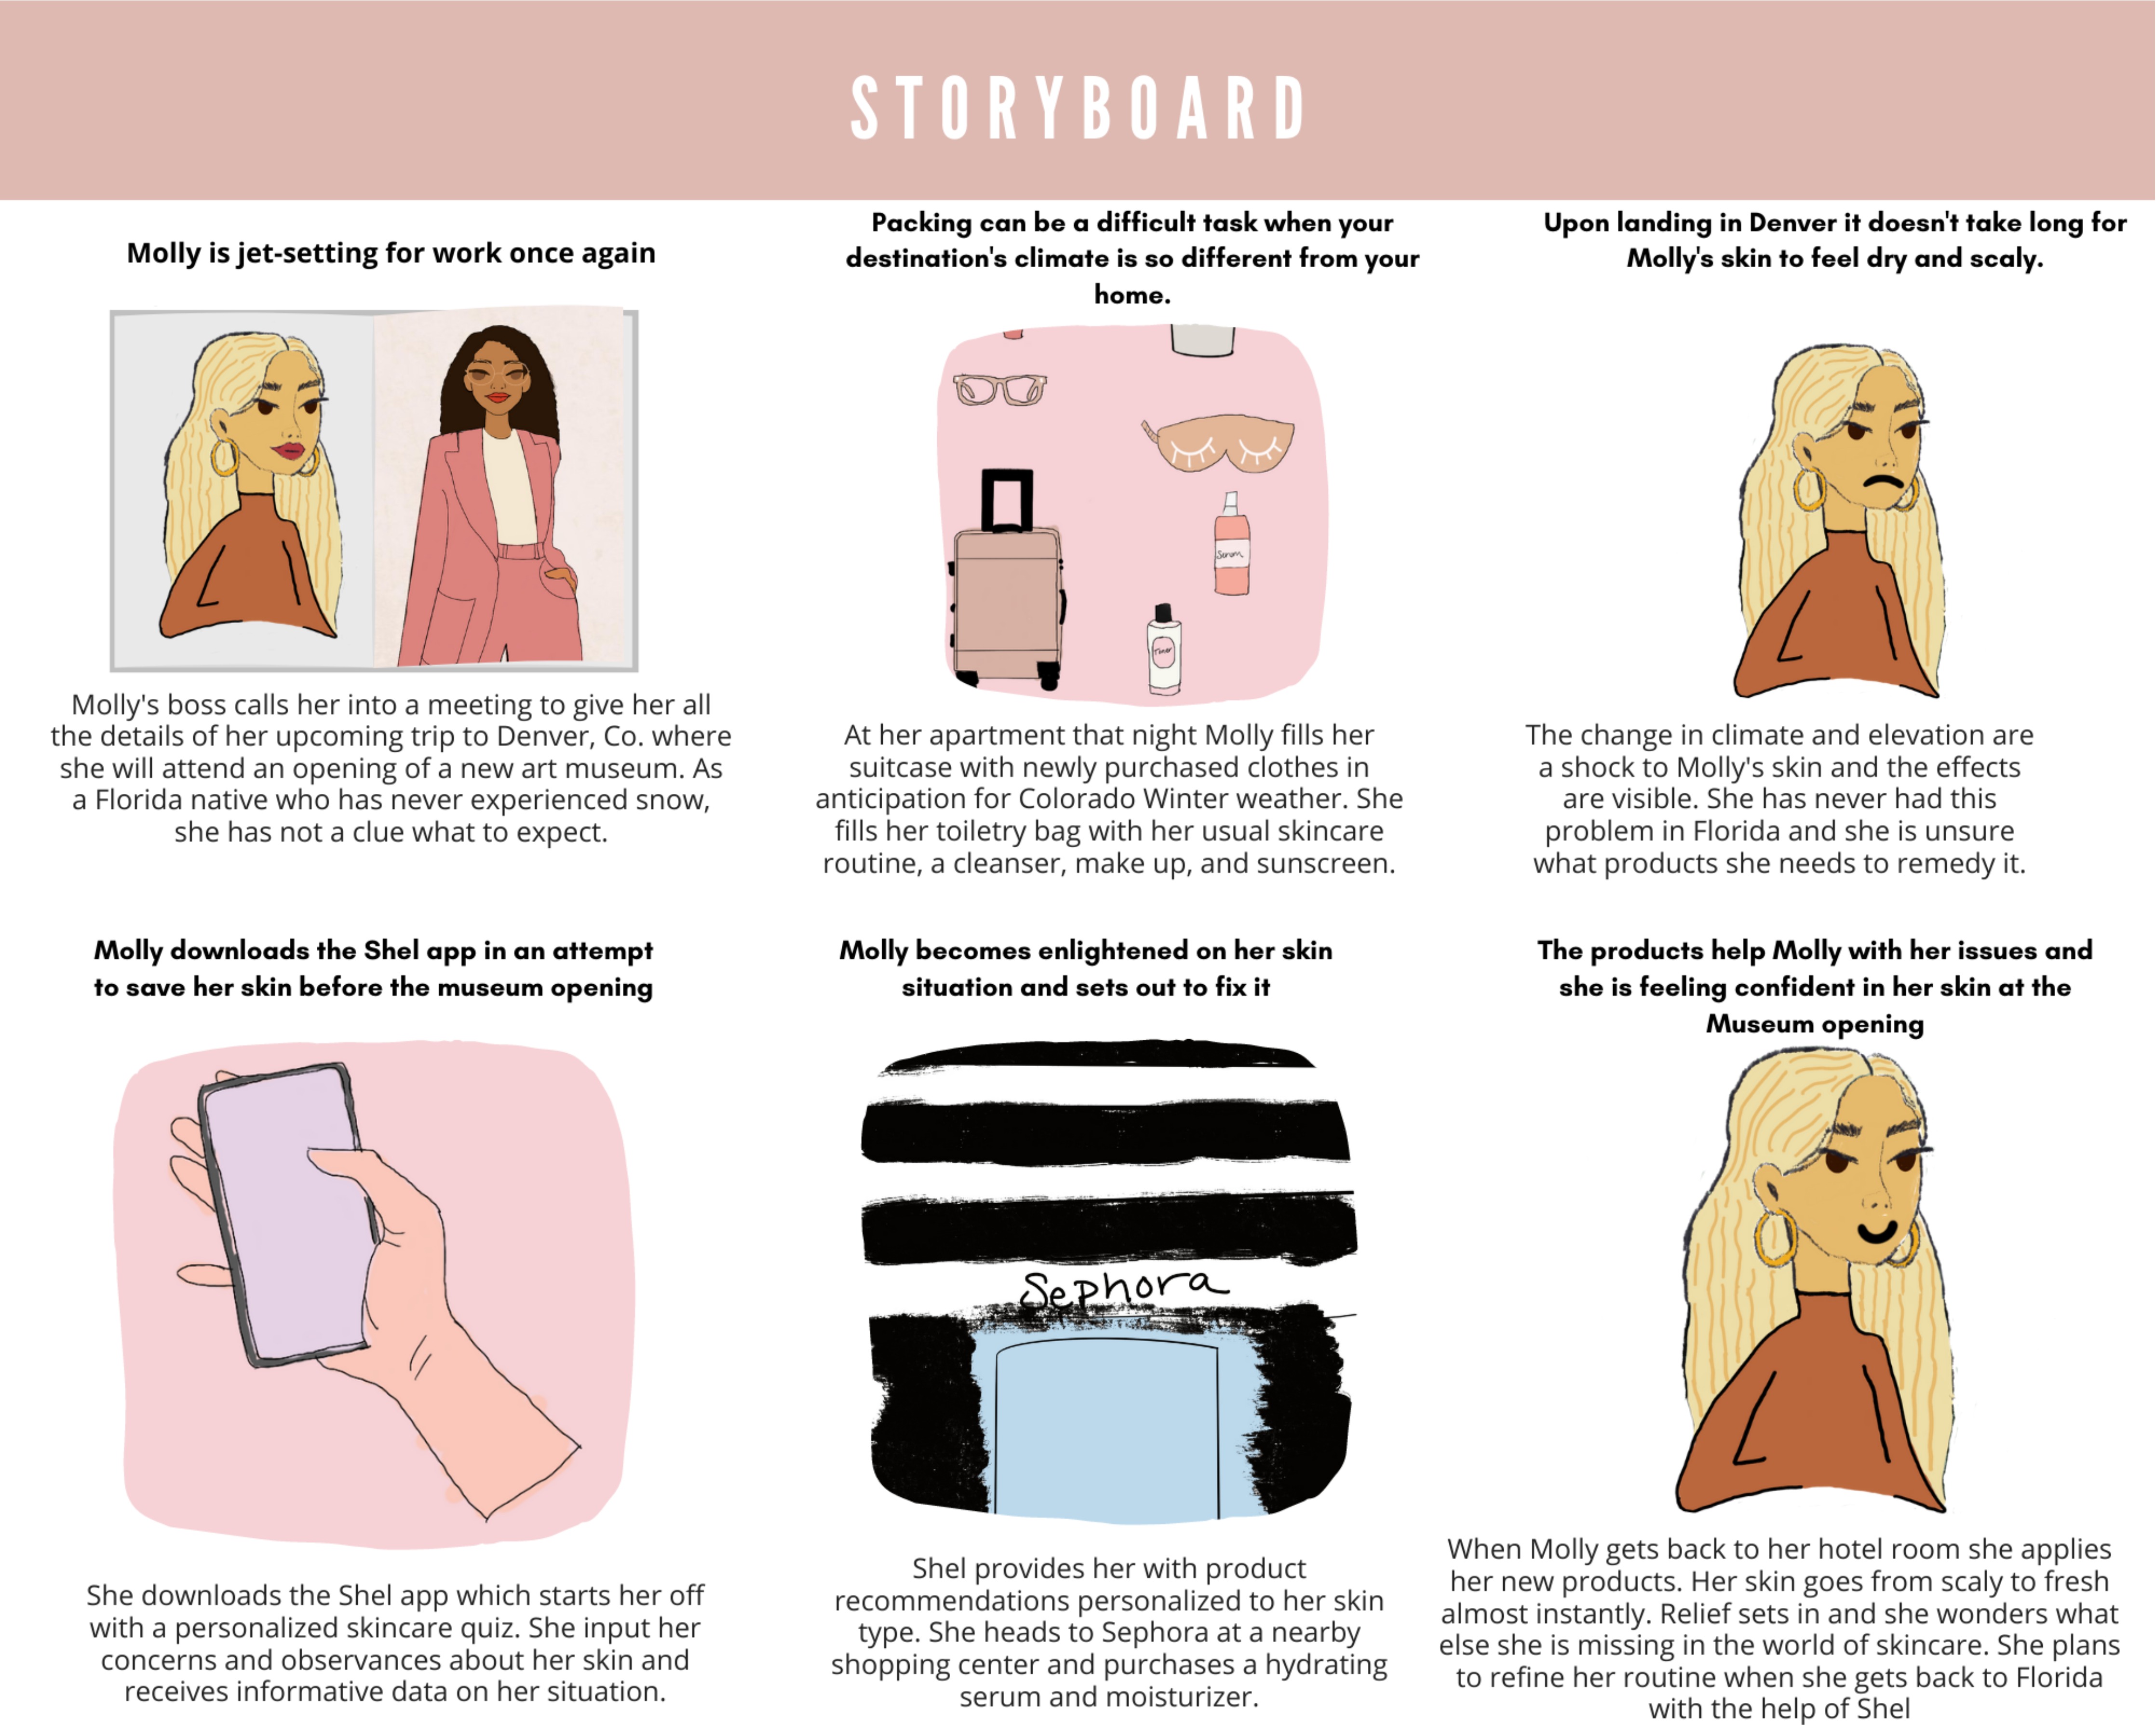 STORYBOARD
Molly is jet-setting for work once again
Molly's boss calls her into a meeting to give her all
the details of her upcoming trip to Denver, Co. where
she will attend an opening of a new art museum. As
a Florida native who has never experienced snow,
she has not a clue what to expect.
Packing can be a difficult task when your
destination's climate is so different from your
home.
Serum
Toner
At her apartment that night Molly fills her
suitcase with newly purchased clothes in
anticipation for Colorado Winter weather. She
fills her toiletry bag with her usual skincare
routine, a cleanser, make up, and sunscreen.
Upon landing in Denver it doesn't take long for
Molly's skin to feel dry and scaly.
The change in climate and elevation are
a shock to Molly's skin and the effects
are visible. She has never had this
problem in Florida and she is unsure
what products she needs to remedy it.
Molly downloads the Shel app in an attempt
to save her skin before the museum opening
She downloads the Shel app which starts her off
with a personalized skincare quiz. She input her
concerns and observances about her skin and
receives informative data on her situation.
Molly becomes enlightened on her skin
situation and sets out to fix it
Sephora
Shel provides her with product
recommendations personalized to her skin
type. She heads to Sephora at a nearby
shopping center and purchases a hydrating
serum and moisturizer.
The products help Molly with her issues and
she is feeling confident in her skin at the
Museum opening
When Molly gets back to her hotel room she applies
her new products. Her skin goes from scaly to fresh
almost instantly. Relief sets in and she wonders what
else she is missing in the world of skincare. She plans
to refine her routine when she gets back to Florida
with the help of Shel